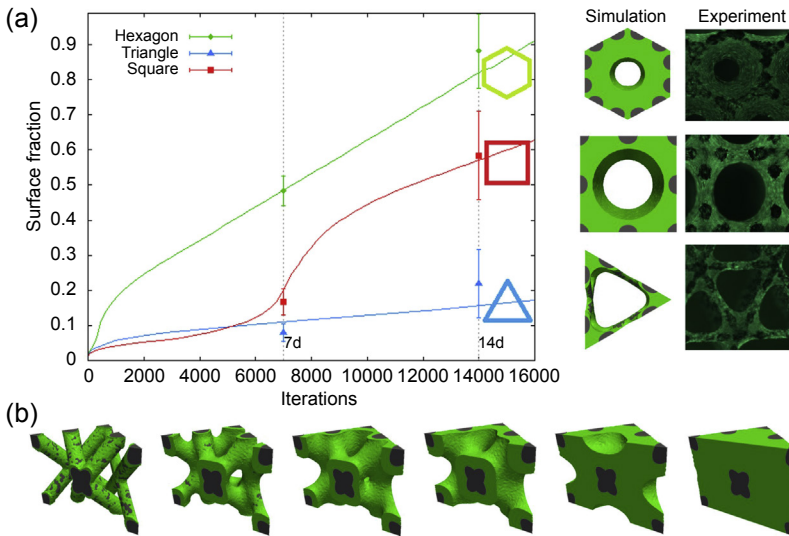 (a)
Surface fraction
0.9
0.8
0.7
0.6
0.5
0.4
0.3
0.2
0.1
0
Hexagon
Triangle
Square
7d
14d
0 2000 4000 6000 8000 10000 12000 14000 16000
Iterations
Simulation Experiment
(b)